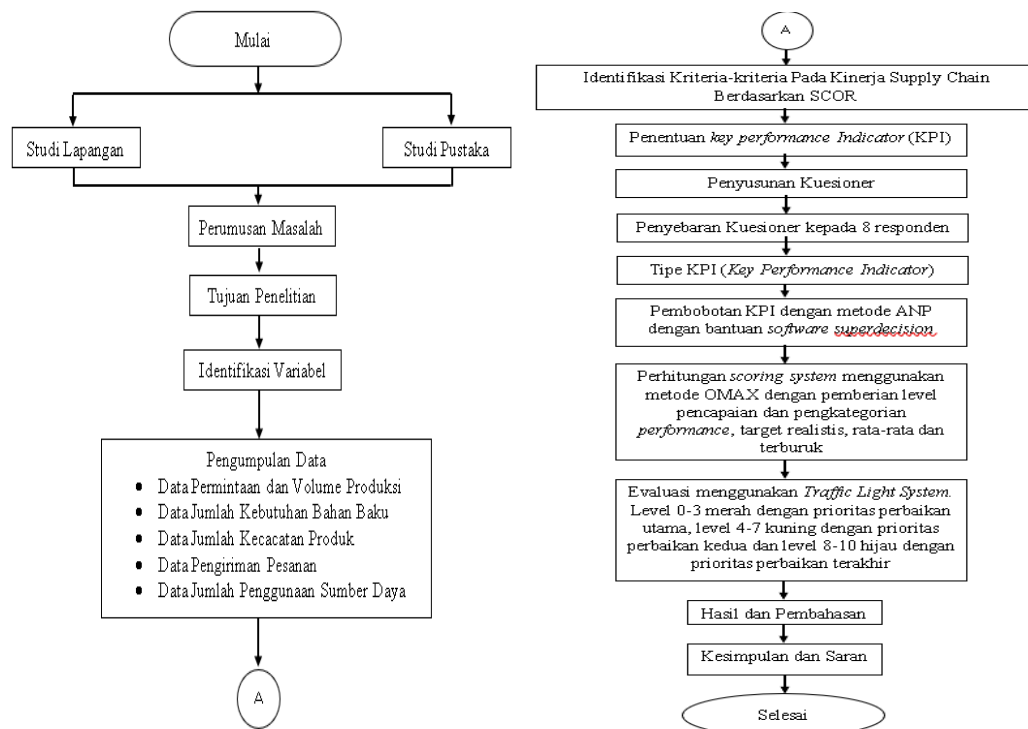 Mulai
Studi Lapangan
Studi Pustaka
Perumusan Masalah
Tujuan Penelitian
Identifikasi Variabel
Pengumpulan Data
• Data Permintaan dan Volume Produksi
• Data Jumlah Kebutuhan Bahan Baku
• Data Jumlah Kecacatan Produk
• Data Pengiriman Pesanan
• Data Jumlah Penggunaan Sumber Daya
A
A
Identifikasi Kriteria-kriteria Pada Kinerja Supply Chain
Berdasarkan SCOR
Penentuan key performance Indicator (KPI)
Penyusunan Kuesioner
Penyebaran Kuesioner kepada 8 responden
Tipe KPI (Key Performance Indicator)
Pembobotan KPI dengan metode ANP
dengan bantuan software superdecision
Perhitungan scoring system menggunakan
metode OMAX dengan pemberian level
pencapaian dan pengkategorian
performance, target realistis, rata-rata dan
terburuk
Evaluasi menggunakan Traffic Light System.
Level 0-3 merah dengan prioritas perbaikan
utama, level 4-7 kuning dengan prioritas
perbaikan kedua dan level 8-10 hijau dengan
prioritas perbaikan terakhir
Hasil dan Pembahasan
Kesimpulan dan Saran
Selesai